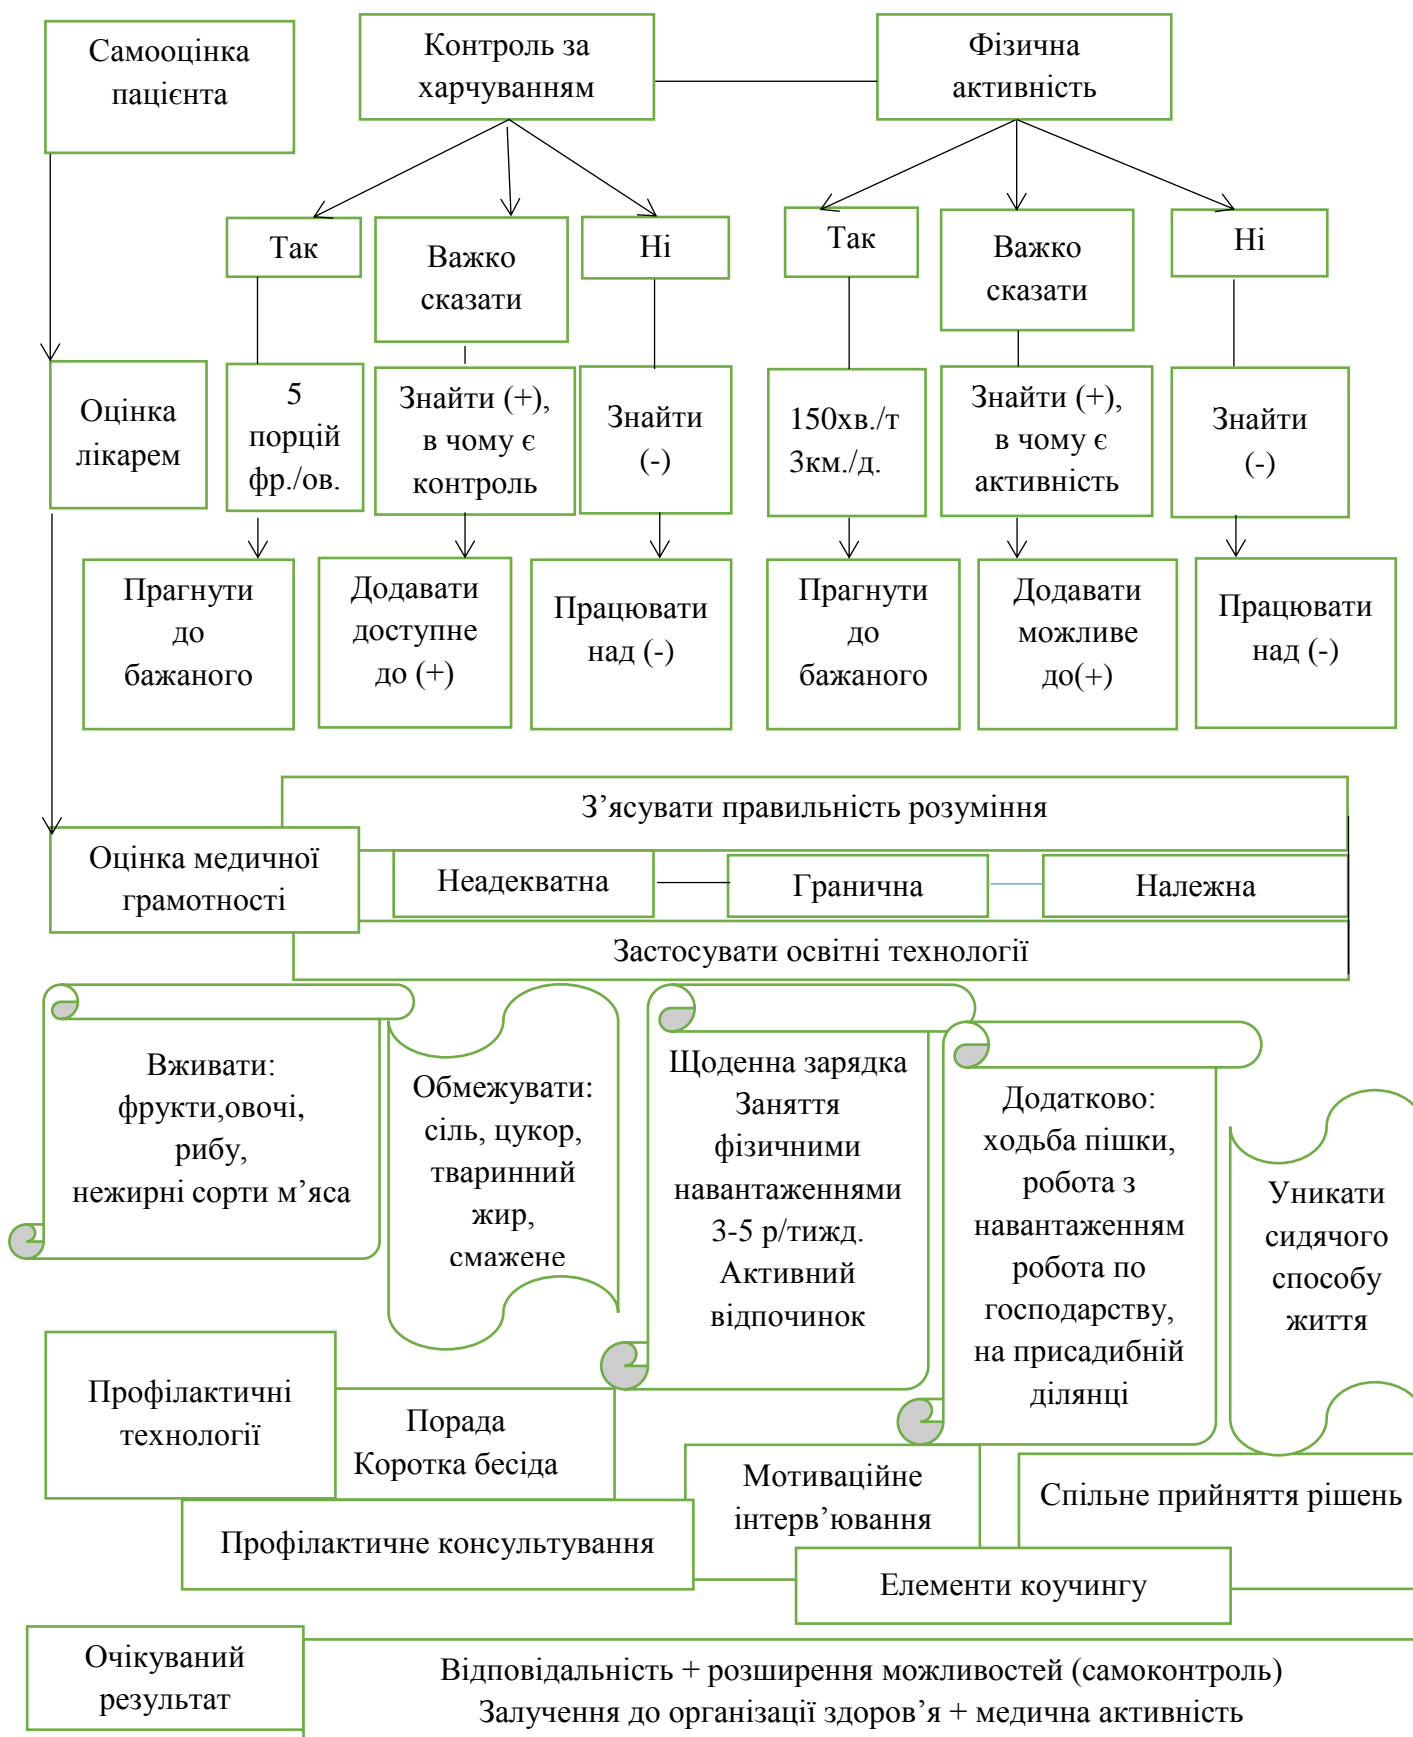 Самооцінка
пацієнта
Контроль за
харчуванням
Фізична
активність
Так
Важко
сказати
Ні
Так
Важко
сказати
Ні
Оцінка
лікарем
5
порцій
фр./ов.
Знайти (+),
в чому є
контроль
Знайти
(-)
150хв./т
3км./д.
Знайти (+),
в чому є
активність
Знайти
(-)
Прагнути
до
бажаного
Додавати
доступне
до (+)
Працювати
над (-)
Прагнути
до
бажаного
Додавати
можливе
до(+)
Працювати
над (-)
З’ясувати правильність розуміння
Оцінка медичної
грамотності
Неадекватна
Гранична
Належна
Застосувати освітні технології
Вживати:
фрукти,овочі,
рибу,
нежирні сорти м’яса
Обмежувати:
сіль, цукор,
тваринний
жир,
смажене
Щоденна зарядка
Заняття
фізичними
навантаженнями
3-5 р/тижд.
Активний
відпочинок
Додатково:
ходьба пішки,
робота з
навантаженням
робота по
господарству,
на присадибній
ділянці
Уникати
сидячого
способу
життя
Профілактичні
технології
Порада
Коротка бесіда
Профілактичне консультування
Мотиваційне
інтерв’ювання
Спільне прийняття рішень
Елементи коучингу
Очікуваний
результат
Відповідальність + розширення можливостей (самоконтроль)
Залучення до організації здоров’я + медична активність